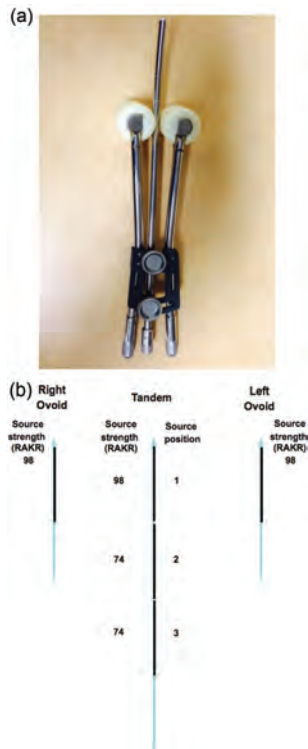 (a)
(b)
Right
Ovoid
Tandem
Left
Ovoid
Source
strength
(RAKR)
98
Source
strength
(RAKR)
Source
position
Source
strength
(RAKR)
98
98
1
74
2
74
3